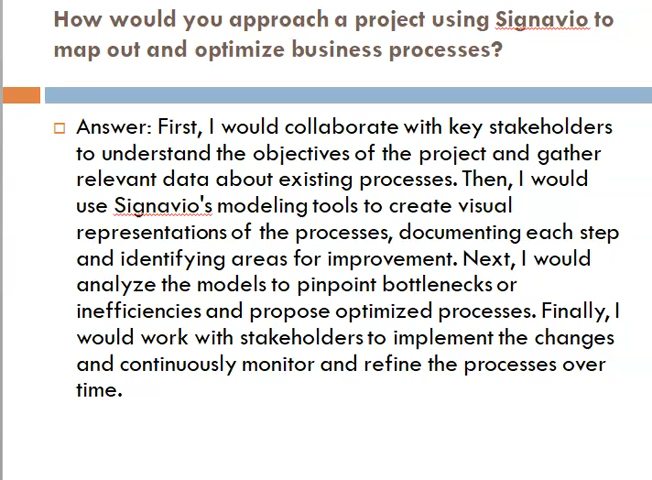 How would you approach a project using Signavio to
map out and optimize business processes?
Answer: First, I would collaborate with key stakeholders
to understand the objectives of the project and gather
relevant data about existing processes. Then, I would
use Signavio's modeling tools to create visual
representations of the processes, documenting each step
and identifying areas for improvement. Next, I would
analyze the models to pinpoint bottlenecks or
inefficiencies and propose optimized processes. Finally, I
would work with stakeholders to implement the changes
and continuously monitor and refine the processes over
time.